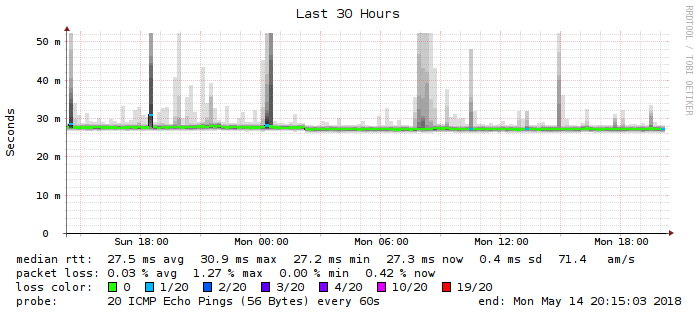 Last 30 Hours
RRDTOOL / TOBI OETIKER
Seconds
50 m
40 m
30 m
20 m
10 m
0
Sun 18:00 Mon 00:00 Mon 06:00 Mon 12:00 Mon 18:00
median rtt: 27.5 ms avg 30.9 ms max 27.2 ms min 27.3 ms now 0.4 ms sd 71.4 am/s
packet loss: 0.03 % avg 1.27 % max 0.00 % min 0.42 % now
loss color: 0 1/20 2/20 3/20 4/20 10/20 19/20
probe: 20 ICMP Echo Pings (56 Bytes) every 60s end: Mon May 14 20:15:03 2018